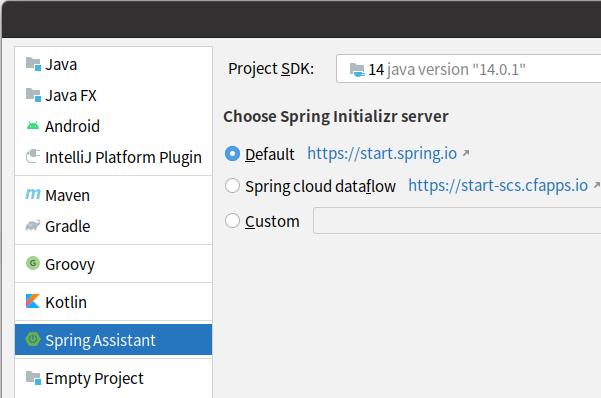 Java
Java FX
Android
IntelliJ Platform Plugin
Maven
Gradle
Groovy
Kotlin
Spring Assistant
Empty Project
Project SDK: 14 java version "14.0.1"
Choose Spring Initializr server
Default https://start.spring.io
Spring cloud dataflow https://start-scs.cfapps.io
Custom